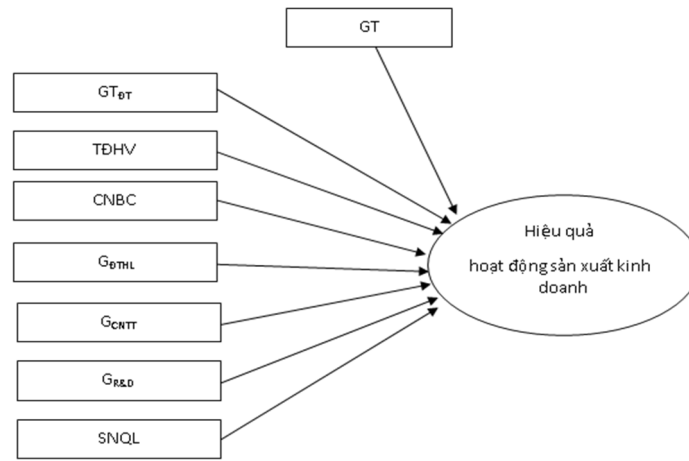 GT
GTĐT
TĐHV
CNBC
GĐTHL
GCNTT
GR&D
SNQL
Hiệu quả
hoạt động sản xuất kinh
doanh